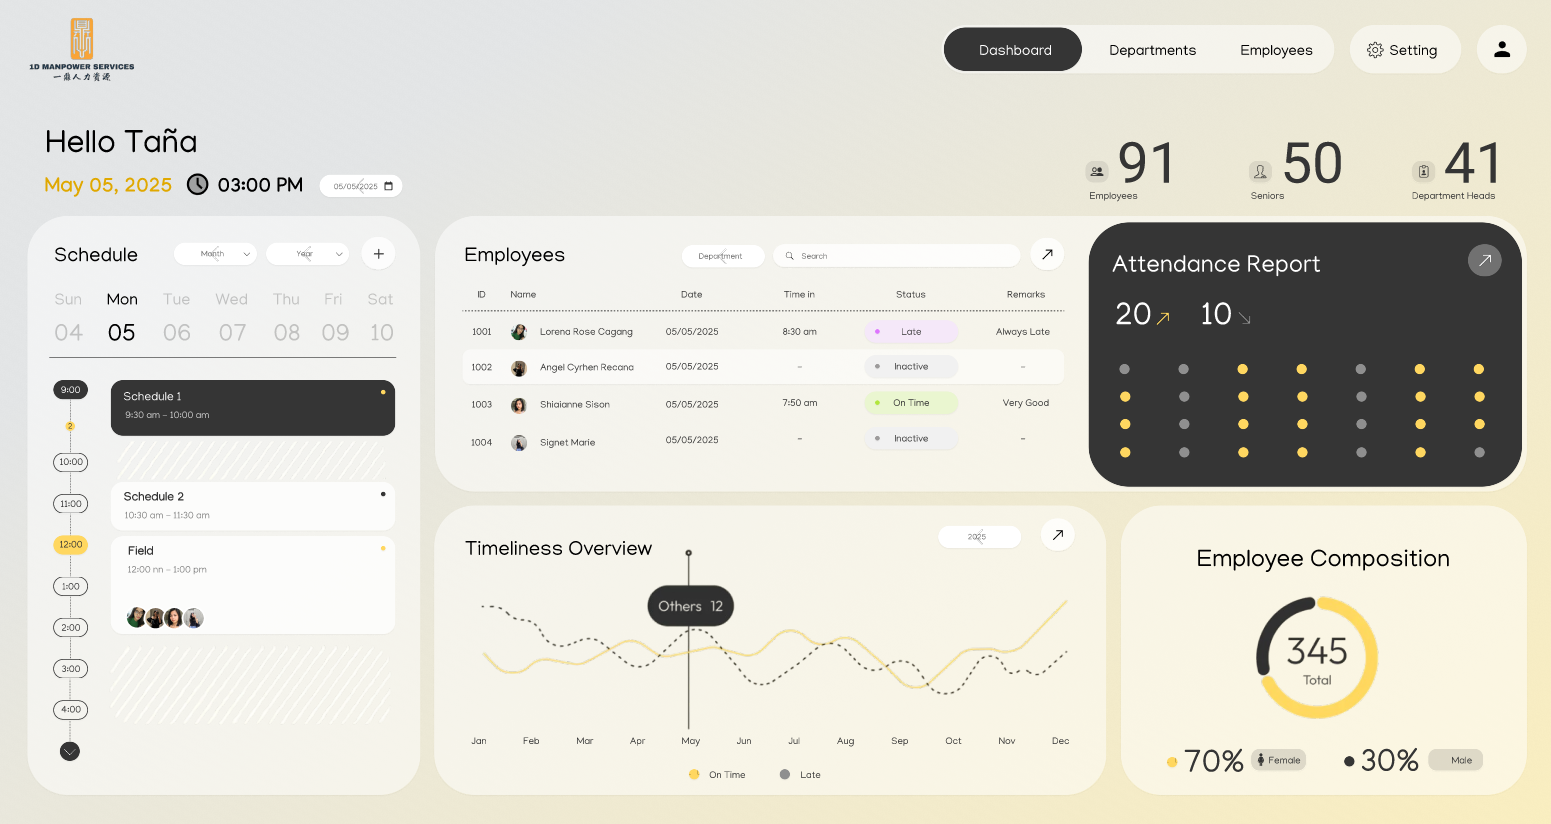 1D MANPOWER SERVICES
一鼎人力資源
Dashboard
Departments
Employees
Setting
Hello Taña
May 05, 2025
03:00 PM
05/05/2025
91
Employees
50
Seniors
41
Department Heads
Schedule
Month
Year
Sun Mon Tue Wed Thu Fri Sat
04 05 06 07 08 09 10
9:00
2
10:00
11:00
12:00
1:00
2:00
3:00
4:00
Schedule 1
9:30 am - 10:00 am
Schedule 2
10:30 am - 11:30 am
Field
12:00 nn - 1:00 pm
Employees
Department
Search
ID Name Date Time in Status Remarks
1001 Lorena Rose Cagang 05/05/2025 8:30 am Late Always Late
1002 Angel Cyrhen Recana 05/05/2025 - Inactive -
1003 Shiaianne Sison 05/05/2025 7:50 am On Time Very Good
1004 Signet Marie 05/05/2025 - Inactive -
Attendance Report
20 10
Timeliness Overview
2025
Others 12
Jan Feb Mar Apr May Jun Jul Aug Sep Oct Nov Dec
On Time Late
Employee Composition
345
Total
70% Female
30% Male